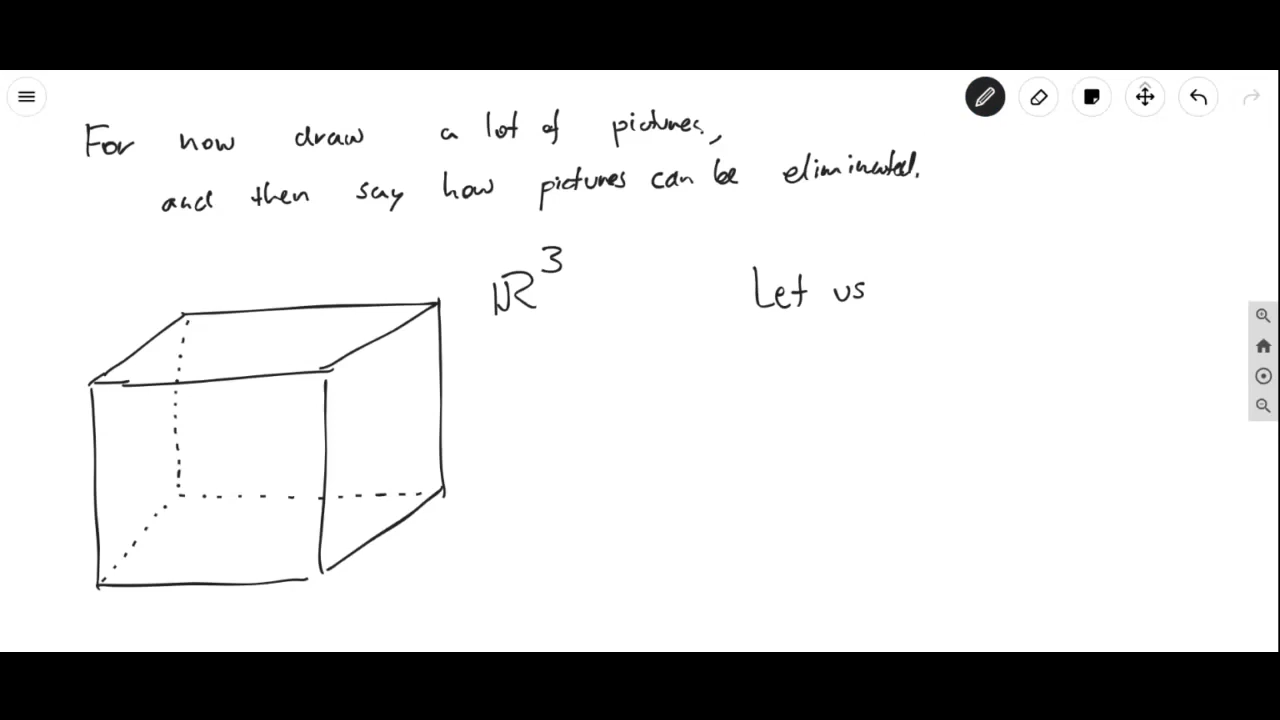 For now draw a lot of pictures,
and then say how pictures can be eliminated.
ℝ³
Let us